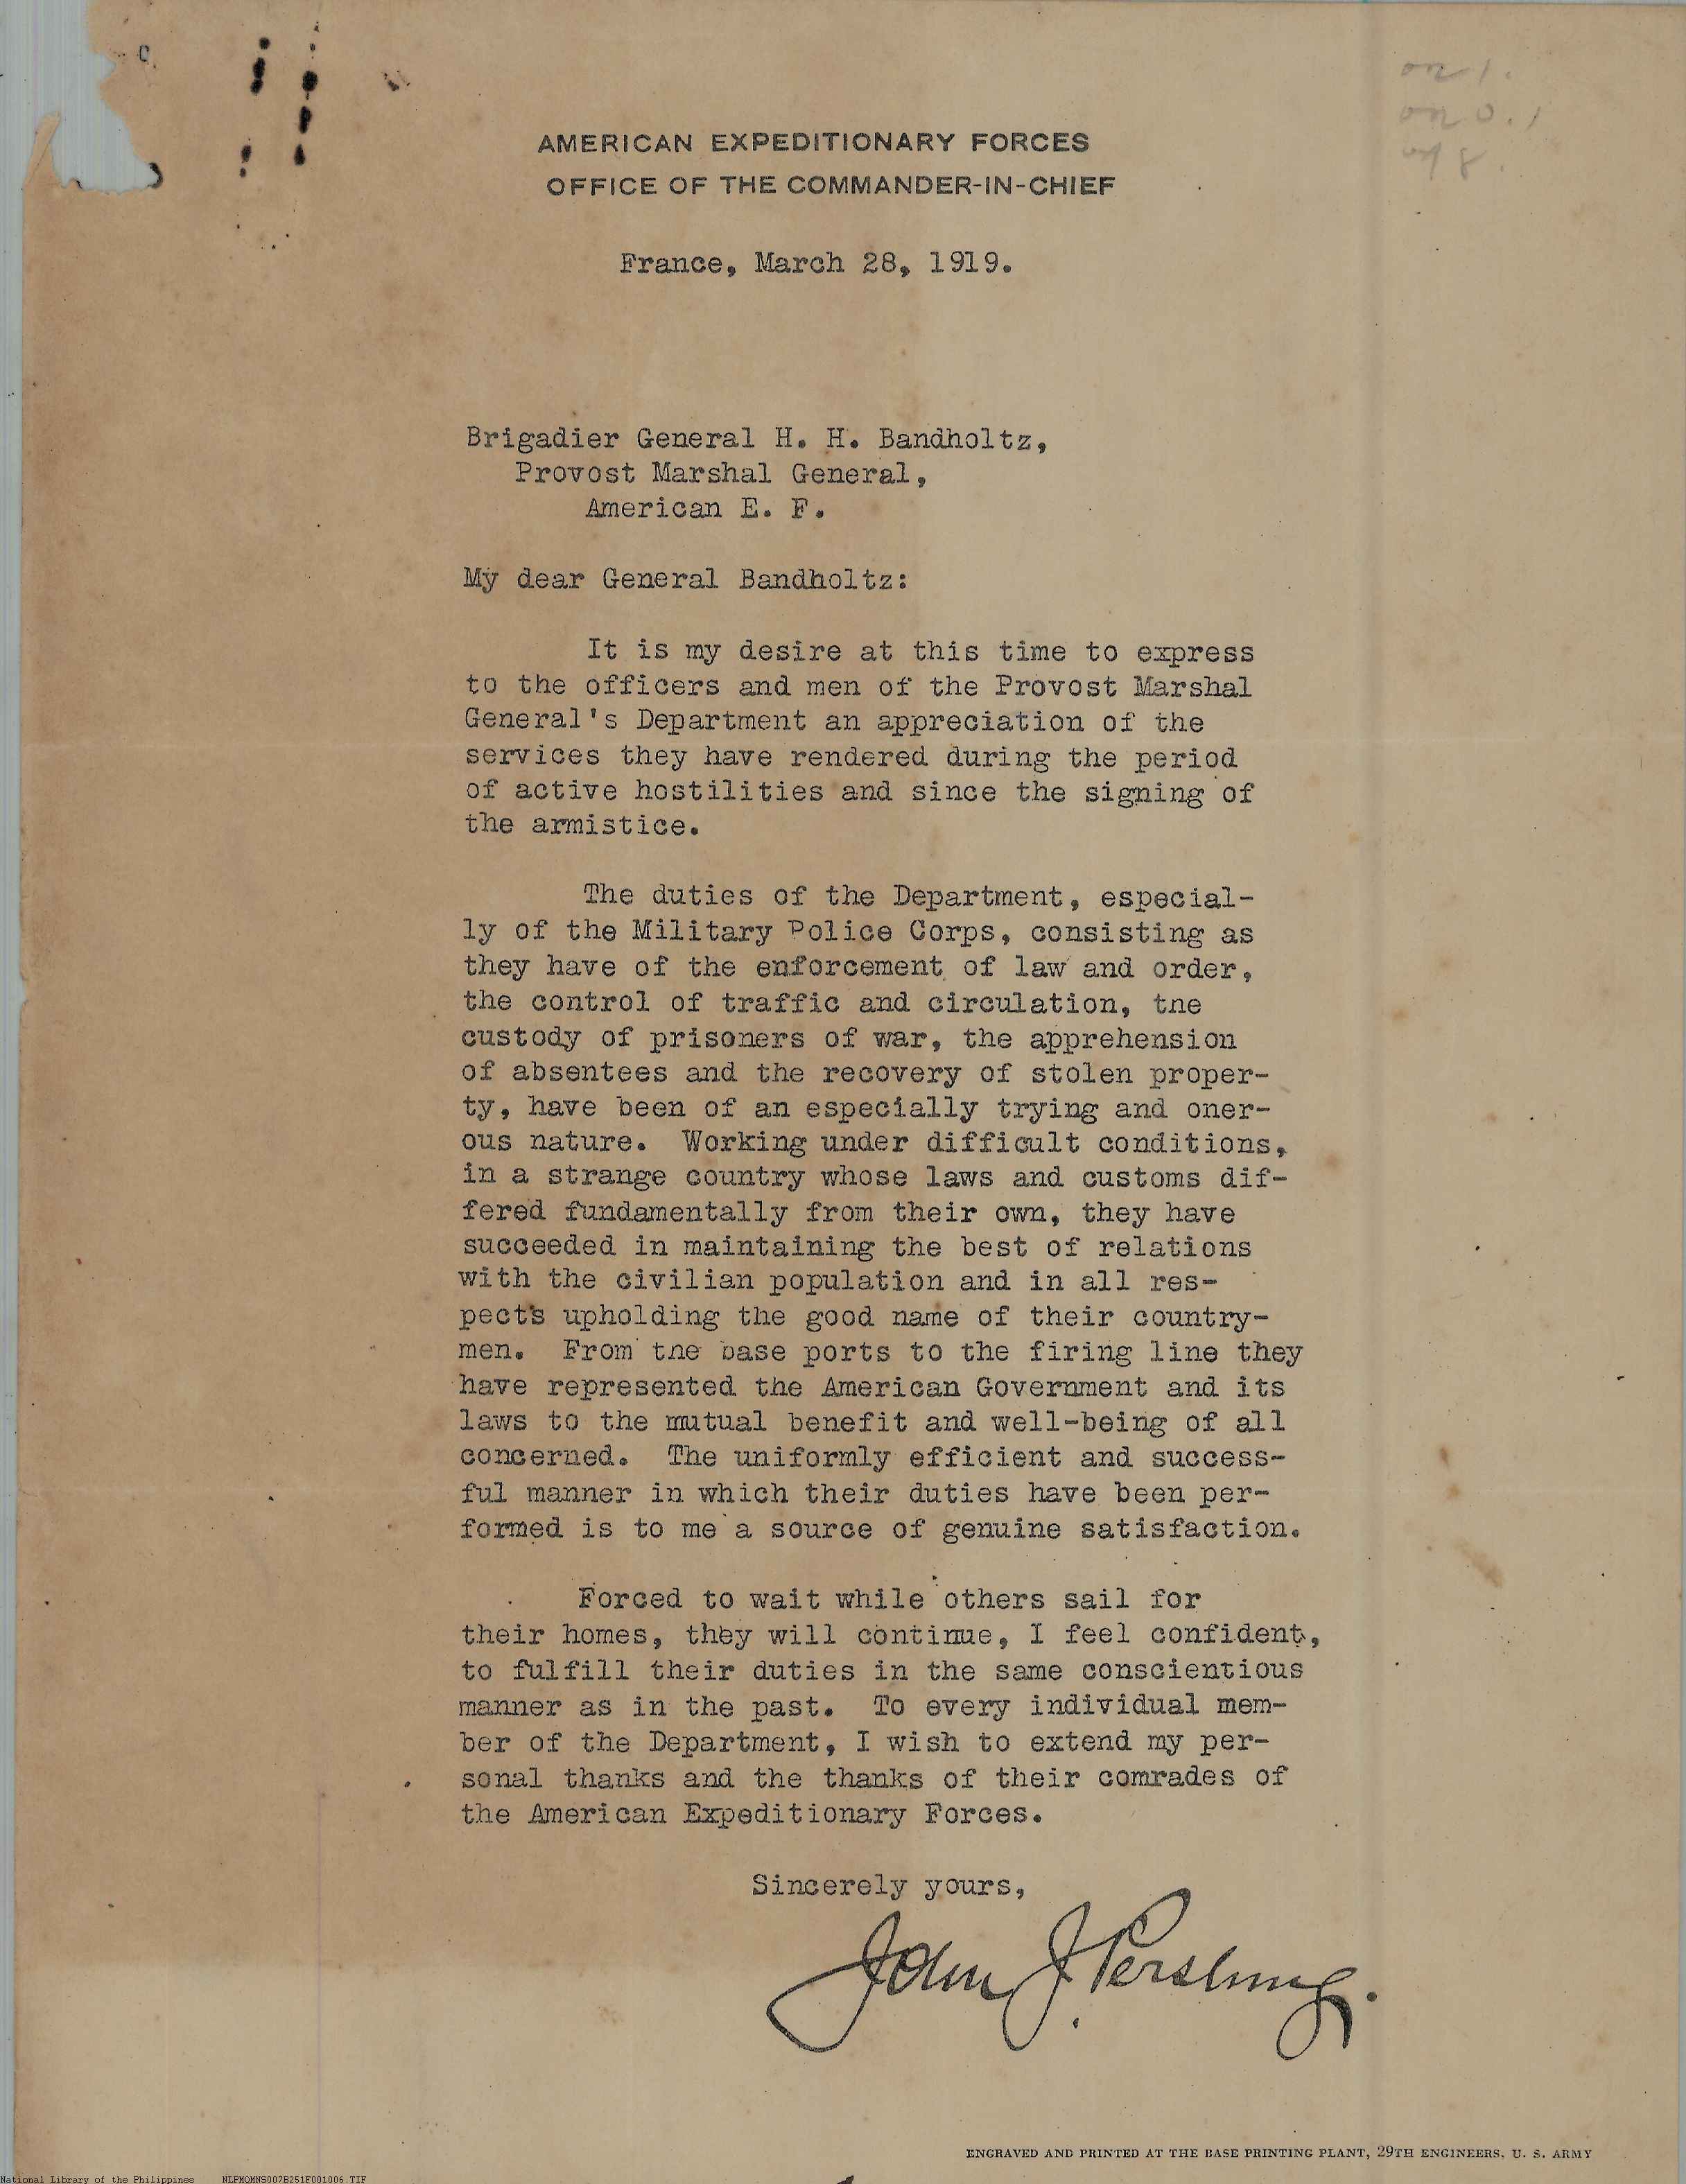 AMERICAN EXPEDITIONARY FORCES
OFFICE OF THE COMMANDER-IN-CHIEF
France, March 28, 1919.
Brigadier General H. H. Bandholtz,
Provost Marshal General,
American E. F.
My dear General Bandholtz:
It is my desire at this time to express
to the officers and men of the Provost Marshal
General's Department an appreciation of the
services they have rendered during the period
of active hostilities and since the signing of
the armistice.
The duties of the Department, especial-
ly of the Military Police Corps, consisting as
they have of the enforcement of law and order,
the control of traffic and circulation, the
custody of prisoners of war, the apprehension
of absentees and the recovery of stolen proper-
ty, have been of an especially trying and oner-
ous nature. Working under difficult conditions,
in a strange country whose laws and customs dif-
fered fundamentally from their own, they have
succeeded in maintaining the best of relations
with the civilian population and in all res-
pects upholding the good name of their country-
men. From the base ports to the firing line they
have represented the American Government and its
laws to the mutual benefit and well-being of all
concerned. The uniformly efficient and success-
ful manner in which their duties have been per-
formed is to me a source of genuine satisfaction.
Forced to wait while others sail for
their homes, they will continue, I feel confident,
to fulfill their duties in the same conscientious
manner as in the past. To every individual mem-
ber of the Department, I wish to extend my per-
sonal thanks and the thanks of their comrades of
the American Expeditionary Forces.
Sincerely yours,
John J. Pershing.
ENGRAVED AND PRINTED AT THE BASE PRINTING PLANT, 29TH ENGINEERS, U. S. ARMY
National Library of the Philippines NLPMQMNS007B251F001006.TIF